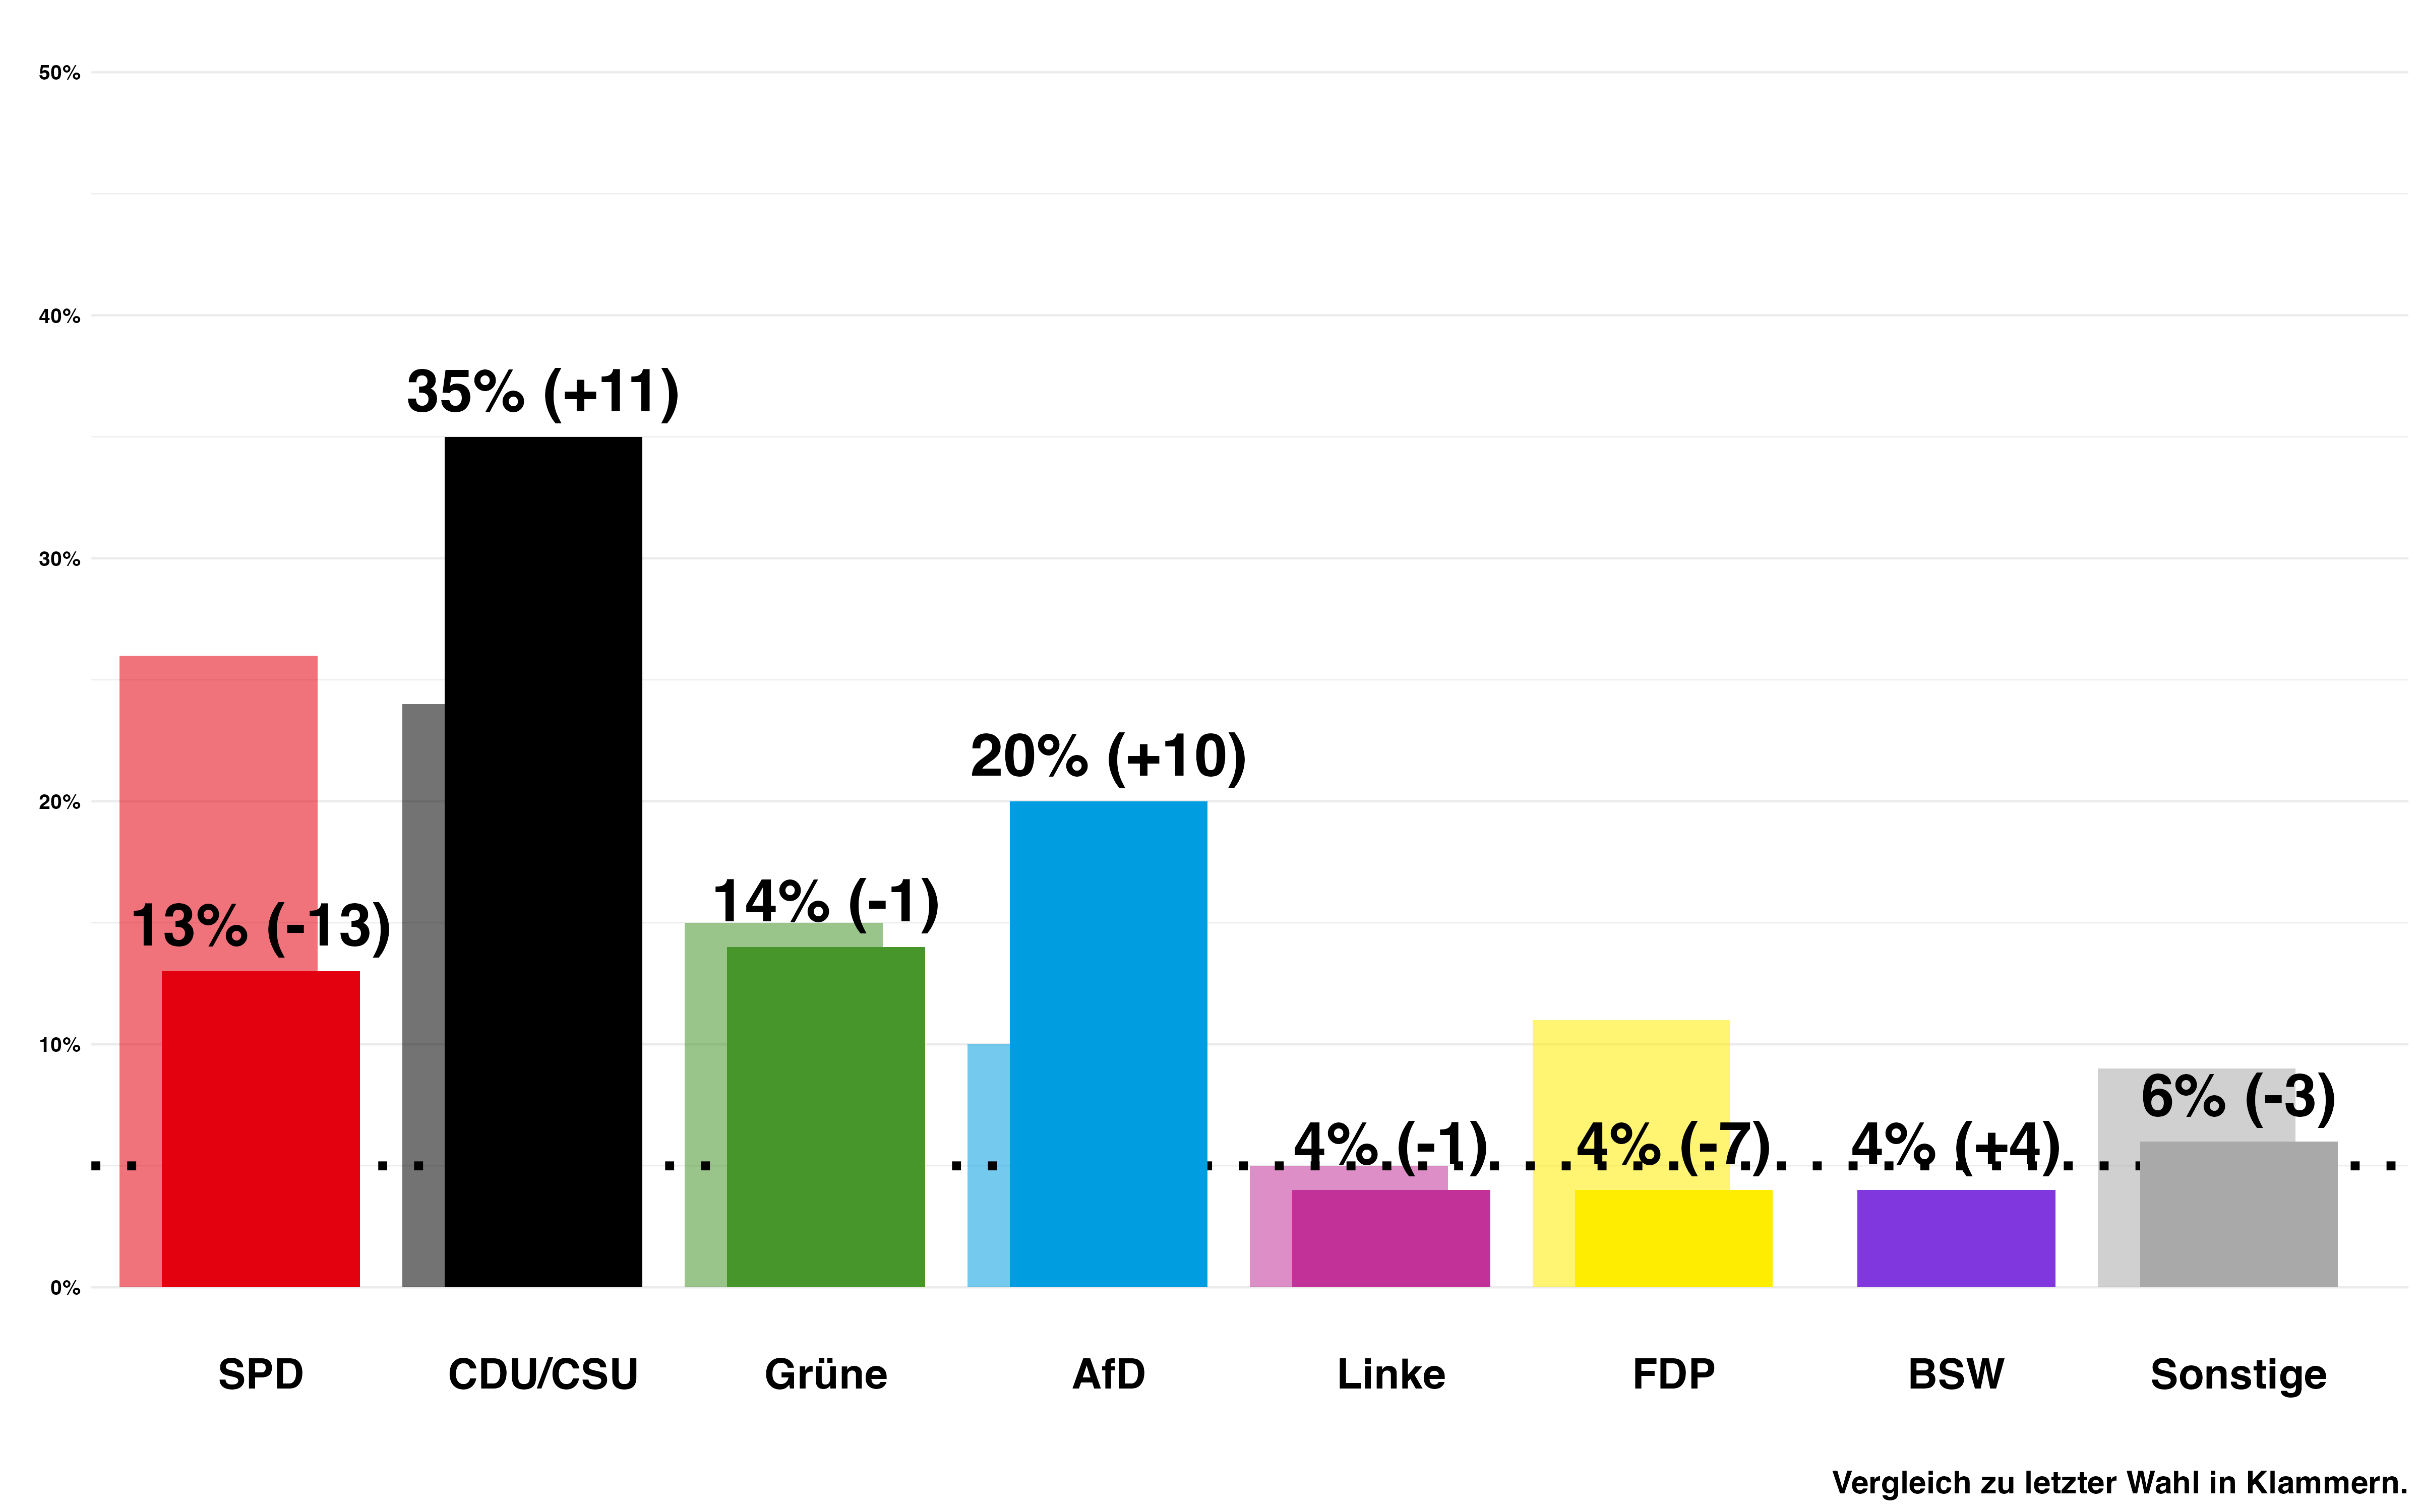 50%
40%
35% (+11)
30%
20% (+10)
20%
14% (-1)
13% (-13)
10%
6% (-3)
4% (-1)
4% (-7)
4% (+4)
0%
SPD
CDU/CSU
Grüne
AfD
Linke
FDP
BSW
Sonstige
Vergleich zu letzter Wahl in Klammern.